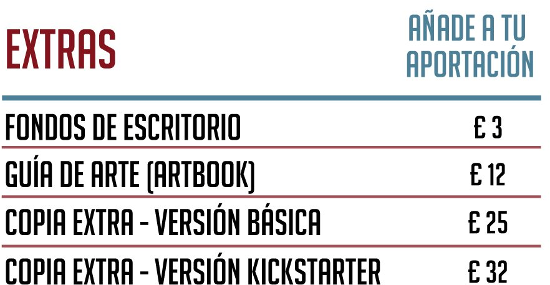 EXTRAS
AÑADE A TU
APORTACIÓN
FONDOS DE ESCRITORIO £ 3
GUÍA DE ARTE (ARTBOOK) £ 12
COPIA EXTRA - VERSIÓN BÁSICA £ 25
COPIA EXTRA - VERSIÓN KICKSTARTER £ 32